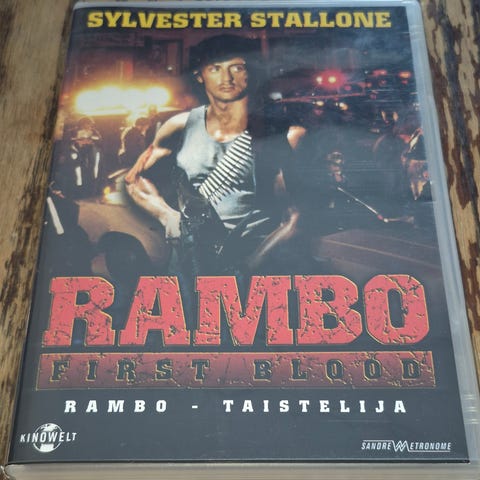 SYLVESTER STALLONE
RAMBO
FIRST BLOOD
RAMBO - TAISTELIJA
KINOWELT
SANDREW METRONOME